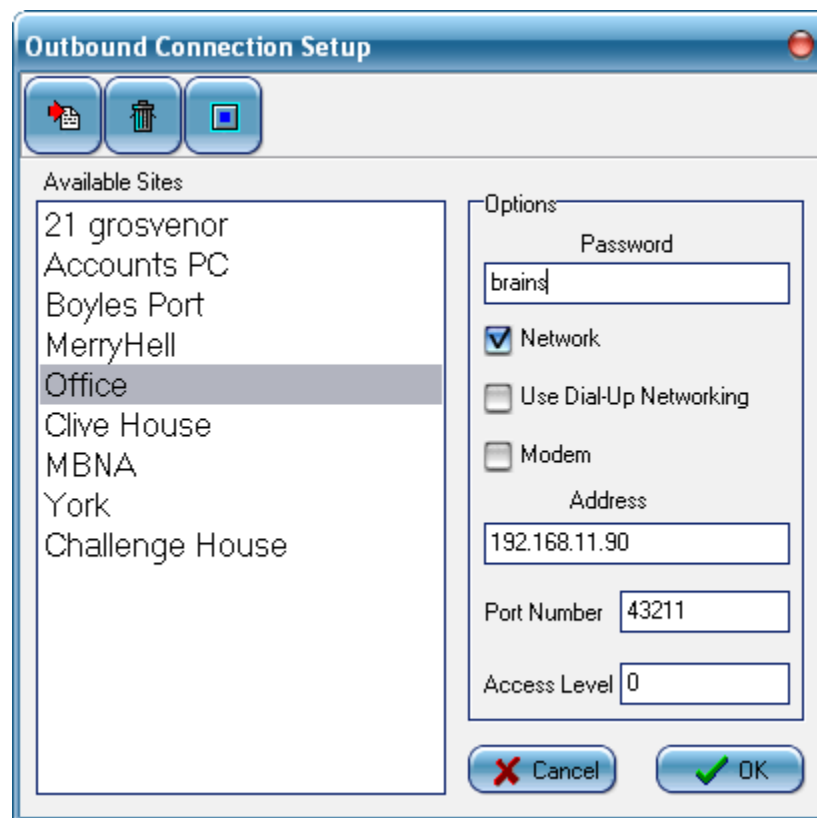 Outbound Connection Setup
Available Sites
21 grosvenor
Accounts PC
Boyles Port
MerryHell
Office
Clive House
MBNA
York
Challenge House
Options
Password
brains
Network
Use Dial-Up Networking
Modem
Address
192.168.11.90
Port Number 43211
Access Level 0
Cancel OK